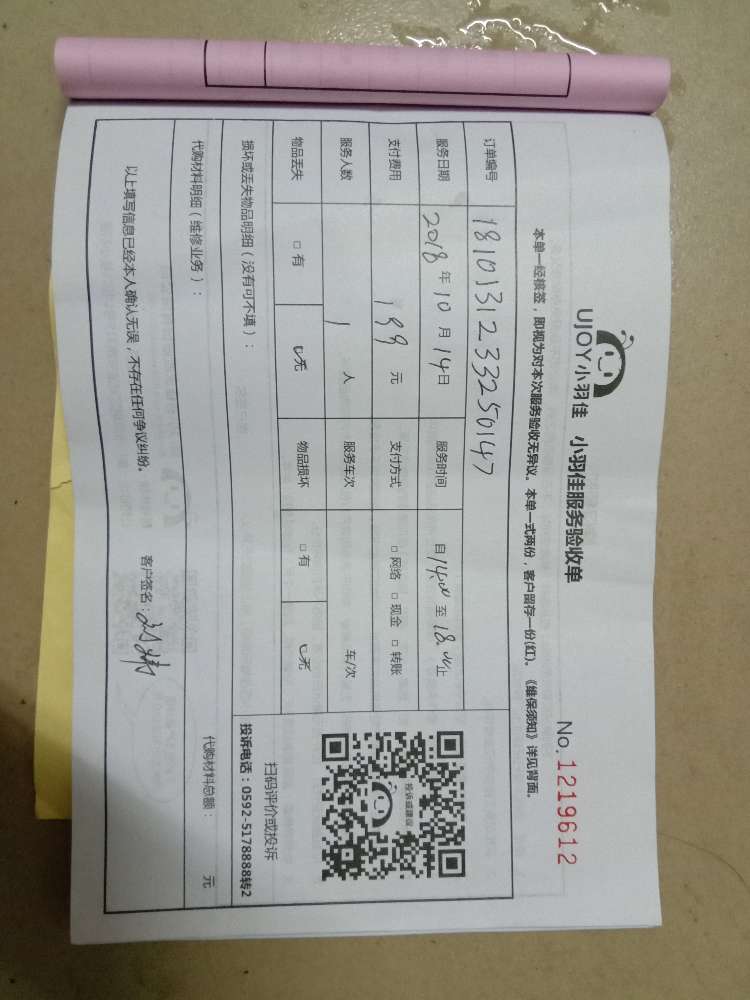 UJOY小羽佳 小羽佳服务验收单
No.1219612
本单一经核签，即视为对本次服务验收无异议。本单一式两份，客户留存一份(红)。《维保须知》详见背面。
订单编号 1810131233250147
服务日期 2018 年 10 月 14 日 服务时间 自 14:00 至 18:00 止
支付费用 199 元 支付方式 □ 网络 □ 现金 □ 转账
服务人数 1 人 服务车次 车/次
物品丢失 □ 有 □ 无 物品损坏 □ 有 □ 无
投诉或建议
扫码评价或投诉
投诉电话：0592-5178888转2
损坏或丢失物品明细（没有可不填）：
代购材料明细（维修业务）： 代购材料总额： 元
以上填写信息已经本人确认无误，不存在任何争议纠纷。 客户签名：